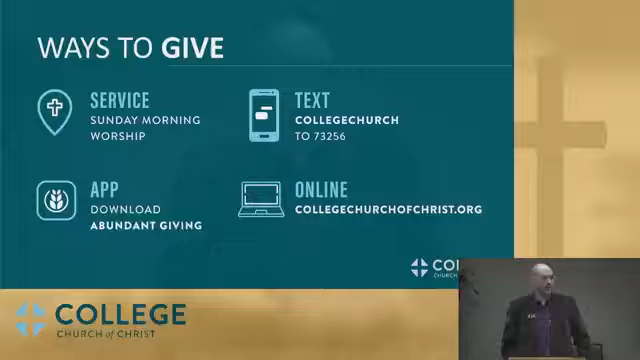 WAYS TO GIVE
SERVICE
SUNDAY MORNING
WORSHIP
TEXT
COLLEGECHURCH
TO 73256
APP
DOWNLOAD
ABUNDANT GIVING
ONLINE
COLLEGECHURCHOFCHRIST.ORG
COLLEGE
CHURCH of CHRIST